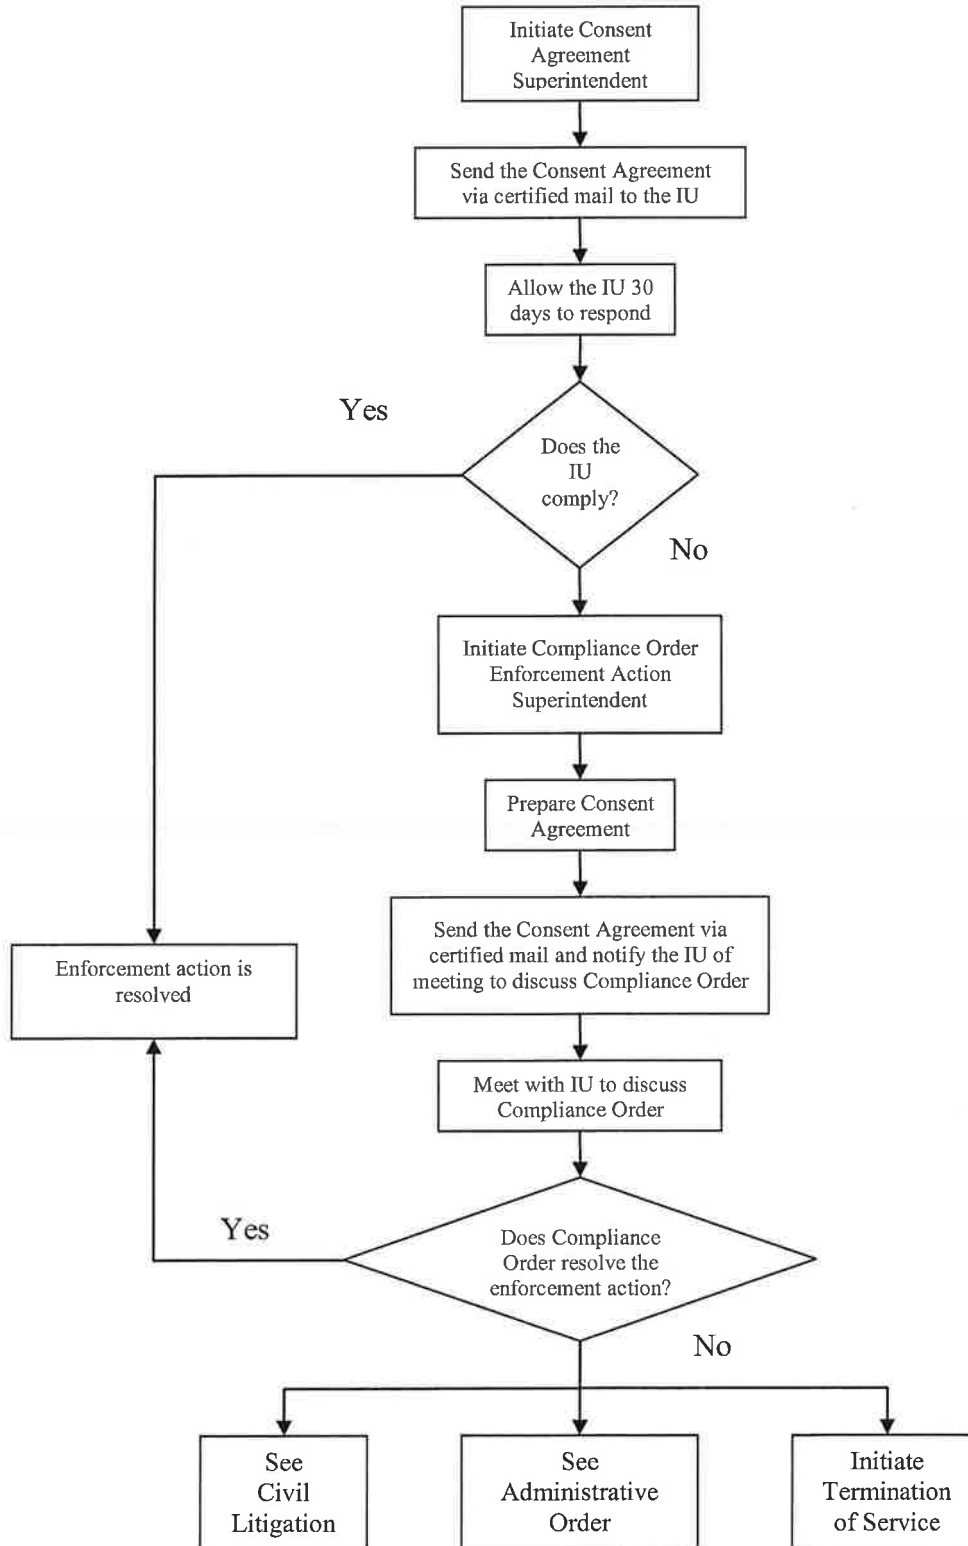 Initiate Consent
Agreement
Superintendent
Send the Consent Agreement
via certified mail to the IU
Allow the IU 30
days to respond
Yes
Does the
IU
comply?
No
Initiate Compliance Order
Enforcement Action
Superintendent
Prepare Consent
Agreement
Send the Consent Agreement via
certified mail and notify the IU of
meeting to discuss Compliance Order
Enforcement action is
resolved
Meet with IU to discuss
Compliance Order
Yes
Does Compliance
Order resolve the
enforcement action?
No
See
Civil
Litigation
See
Administrative
Order
Initiate
Termination
of Service